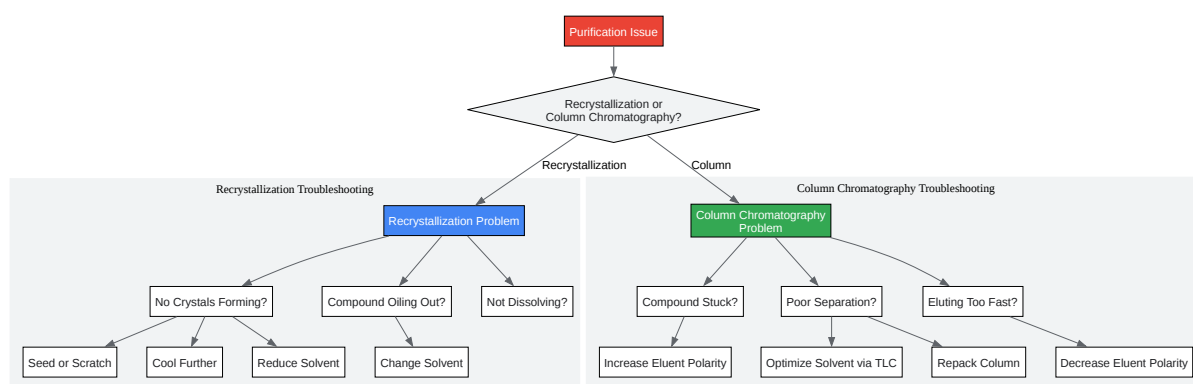 Purification Issue
Recrystallization or
Column Chromatography?
Recrystallization
Column
Recrystallization Troubleshooting
Column Chromatography Troubleshooting
Recrystallization Problem
Column Chromatography
Problem
No Crystals Forming?
Compound Oiling Out?
Not Dissolving?
Compound Stuck?
Poor Separation?
Eluting Too Fast?
Seed or Scratch
Cool Further
Reduce Solvent
Change Solvent
Increase Eluent Polarity
Optimize Solvent via TLC
Repack Column
Decrease Eluent Polarity